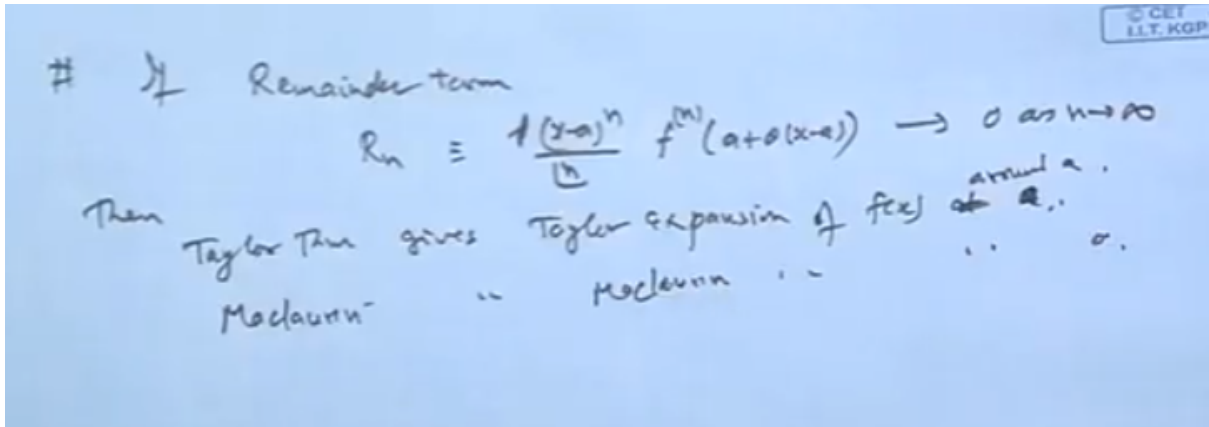 © CET
I.I.T. KGP
# If Remainder term
Rn ≡ (x-a)^n / ⌊n f^(n)(a+θ(x-a)) → 0 as n→∞
Then
around a.
Taylor Thm gives Taylor expansion of f(x)
Maclaurin " Maclaurin " " 0.